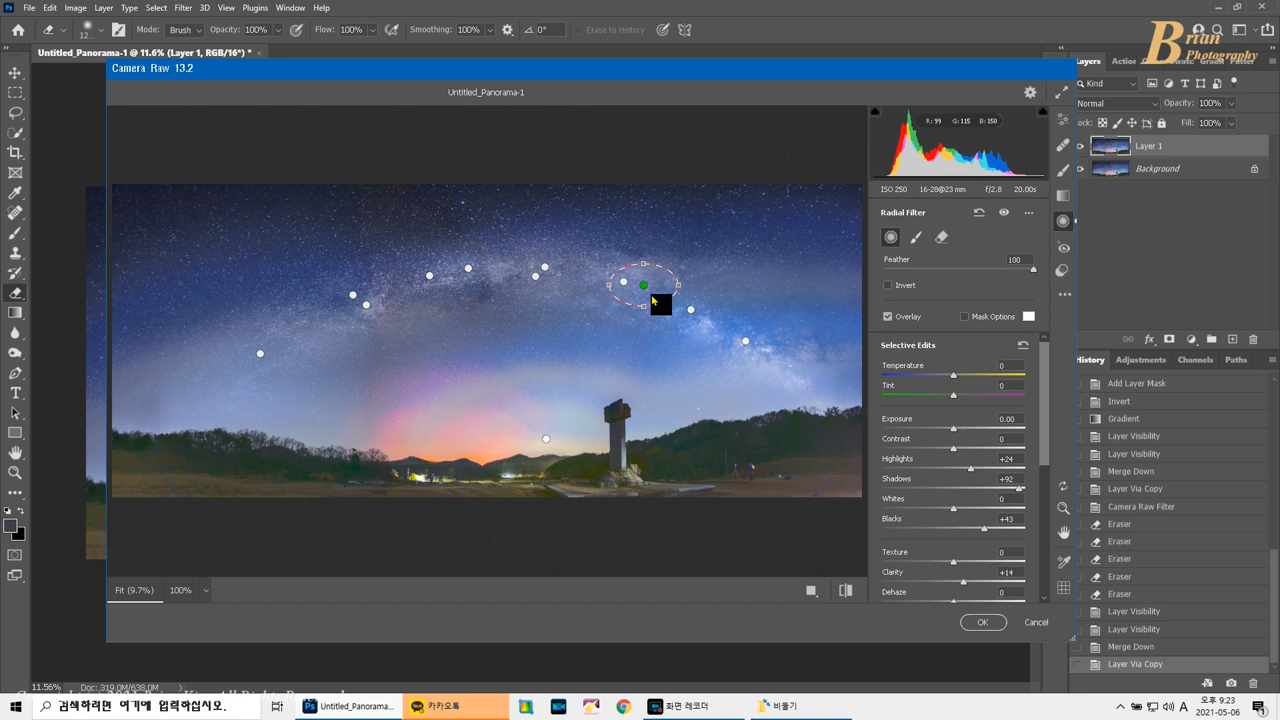 File Edit Image Layer Type Select Filter 3D View Plugins Window Help
12... Mode: Brush Opacity: 100% Flow: 100% Smoothing: 100% 0° Erase to History
Brian
Photography
Untitled_Panorama-1 @ 11.6% (Layer 1, RGB/16*) * ×
Camera Raw 13.2
Untitled_Panorama-1
R: 99 G: 115 B: 150
ISO 250 16-28@23 mm f/2.8 20.00s
Radial Filter
Feather 100
Invert
Overlay Mask Options
Selective Edits
Temperature 0
Tint 0
Exposure 0.00
Contrast 0
Highlights +24
Shadows +92
Whites 0
Blacks +43
Texture 0
Clarity +14
Dehaze 0
Fit (9.7%) 100%
OK Cancel
Layers Actio
Kind
Normal Opacity: 100%
ock: Fill: 100%
Layer 1
Background
History Adjustments Channels Paths
Add Layer Mask
Invert
Gradient
Layer Visibility
Layer Visibility
Merge Down
Layer Via Copy
Camera Raw Filter
Eraser
Eraser
Eraser
Eraser
Eraser
Layer Visibility
Layer Visibility
Merge Down
Layer Via Copy
11.56% Doc: 319.0M/638.0M
검색하려면 여기에 입력하십시오.
Untitled_Panorama...
카카오톡
화면 레코더
비둘기
A
오후 9:23
2021-05-06